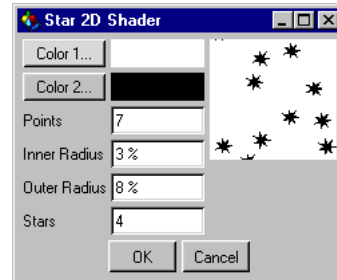 Star 2D Shader
Color 1...
Color 2...
Points 7
Inner Radius 3 %
Outer Radius 8 %
Stars 4
OK Cancel